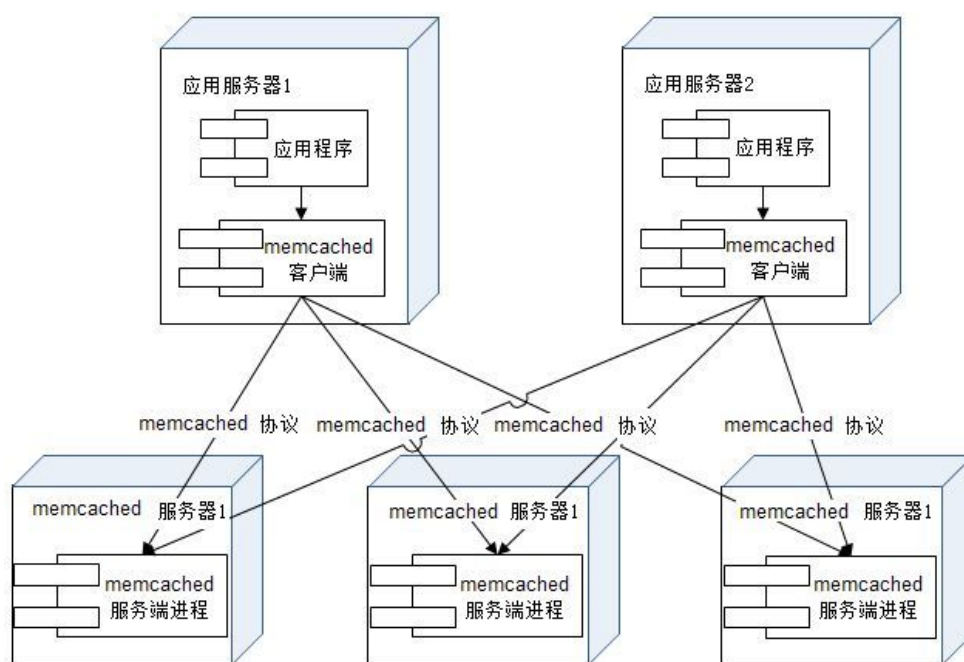 应用服务器1
应用服务器2
应用程序
应用程序
memcached
客户端
memcached
客户端
memcached 协议
memcached 协议
memcached 协议
memcached 协议
memcached 服务器1
memcached 服务器1
memcached 服务器1
memcached
服务端进程
memcached
服务端进程
memcached
服务端进程